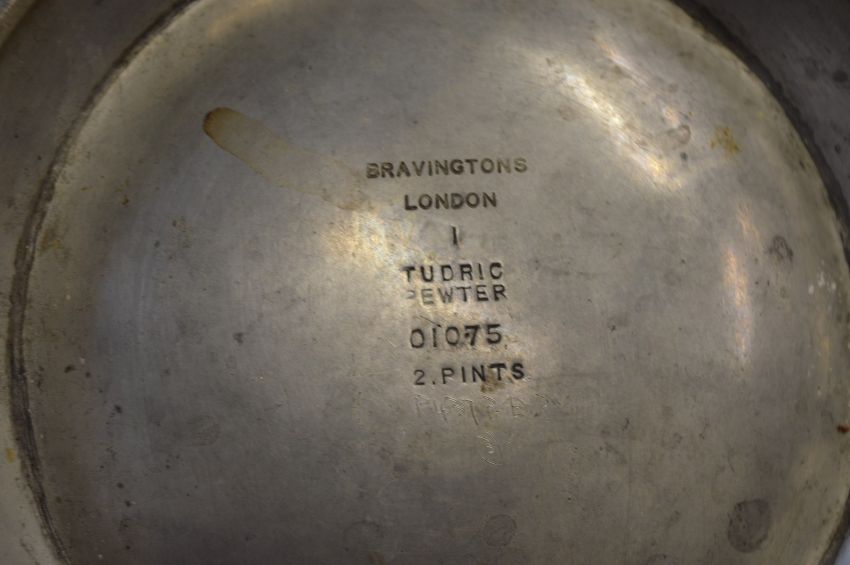 BRAVINGTONS
LONDON
1
TUDRIC
PEWTER
01075
2.PINTS